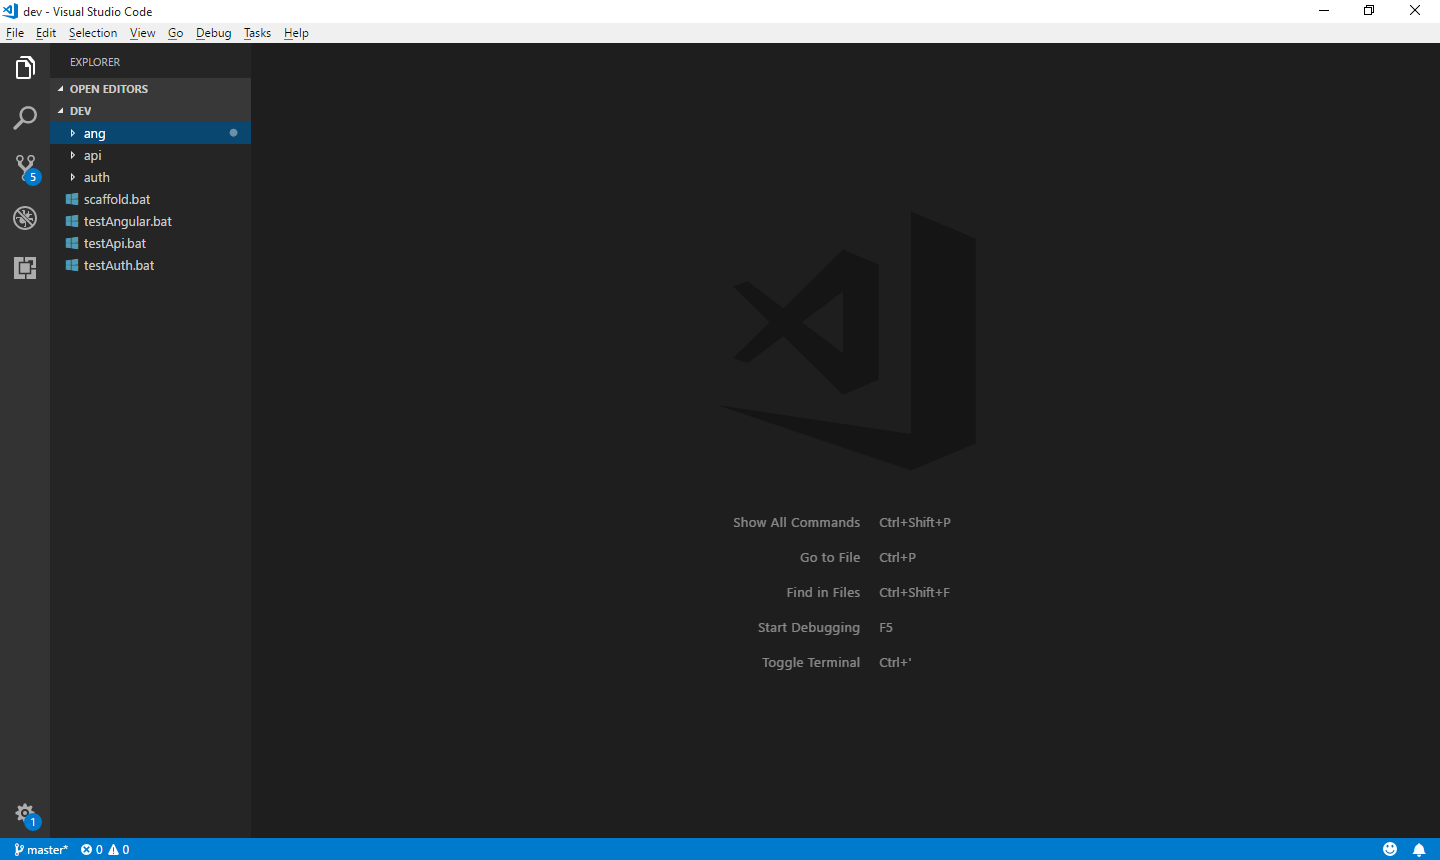 dev - Visual Studio Code
File Edit Selection View Go Debug Tasks Help
EXPLORER
OPEN EDITORS
DEV
ang
api
auth
scaffold.bat
testAngular.bat
testApi.bat
testAuth.bat
5
1
Show All Commands Ctrl+Shift+P
Go to File Ctrl+P
Find in Files Ctrl+Shift+F
Start Debugging F5
Toggle Terminal Ctrl+'
master* 0 0